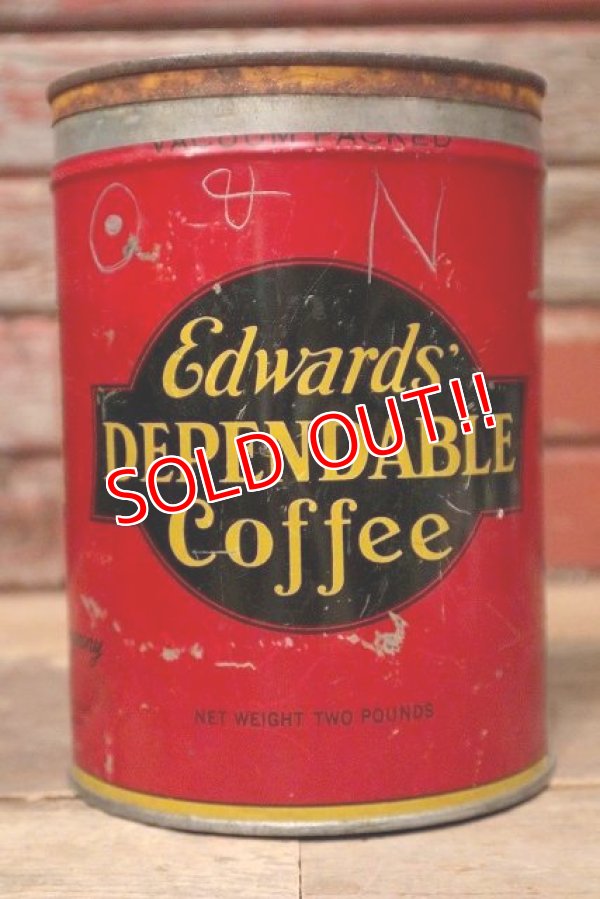 VACUUM PACKED
& N
Edwards'
DEPENDABLE
SOLD OUT!!
Coffee
NET WEIGHT TWO POUNDS